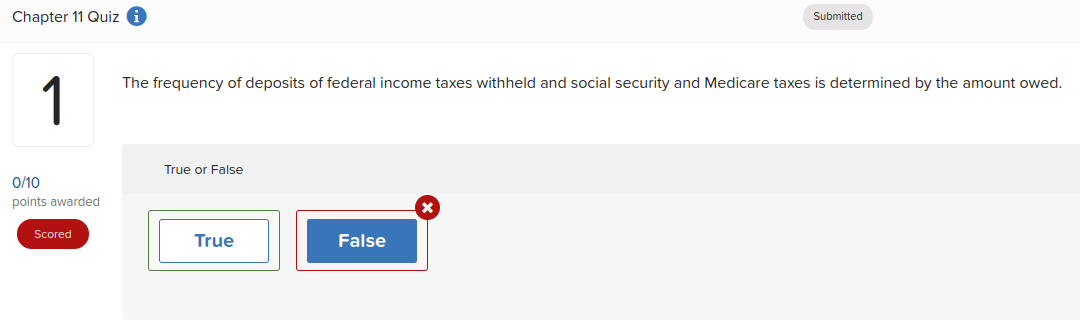 Chapter 11 Quiz i
Submitted
1
The frequency of deposits of federal income taxes withheld and social security and Medicare taxes is determined by the amount owed.
True or False
0/10
points awarded
Scored
True
False